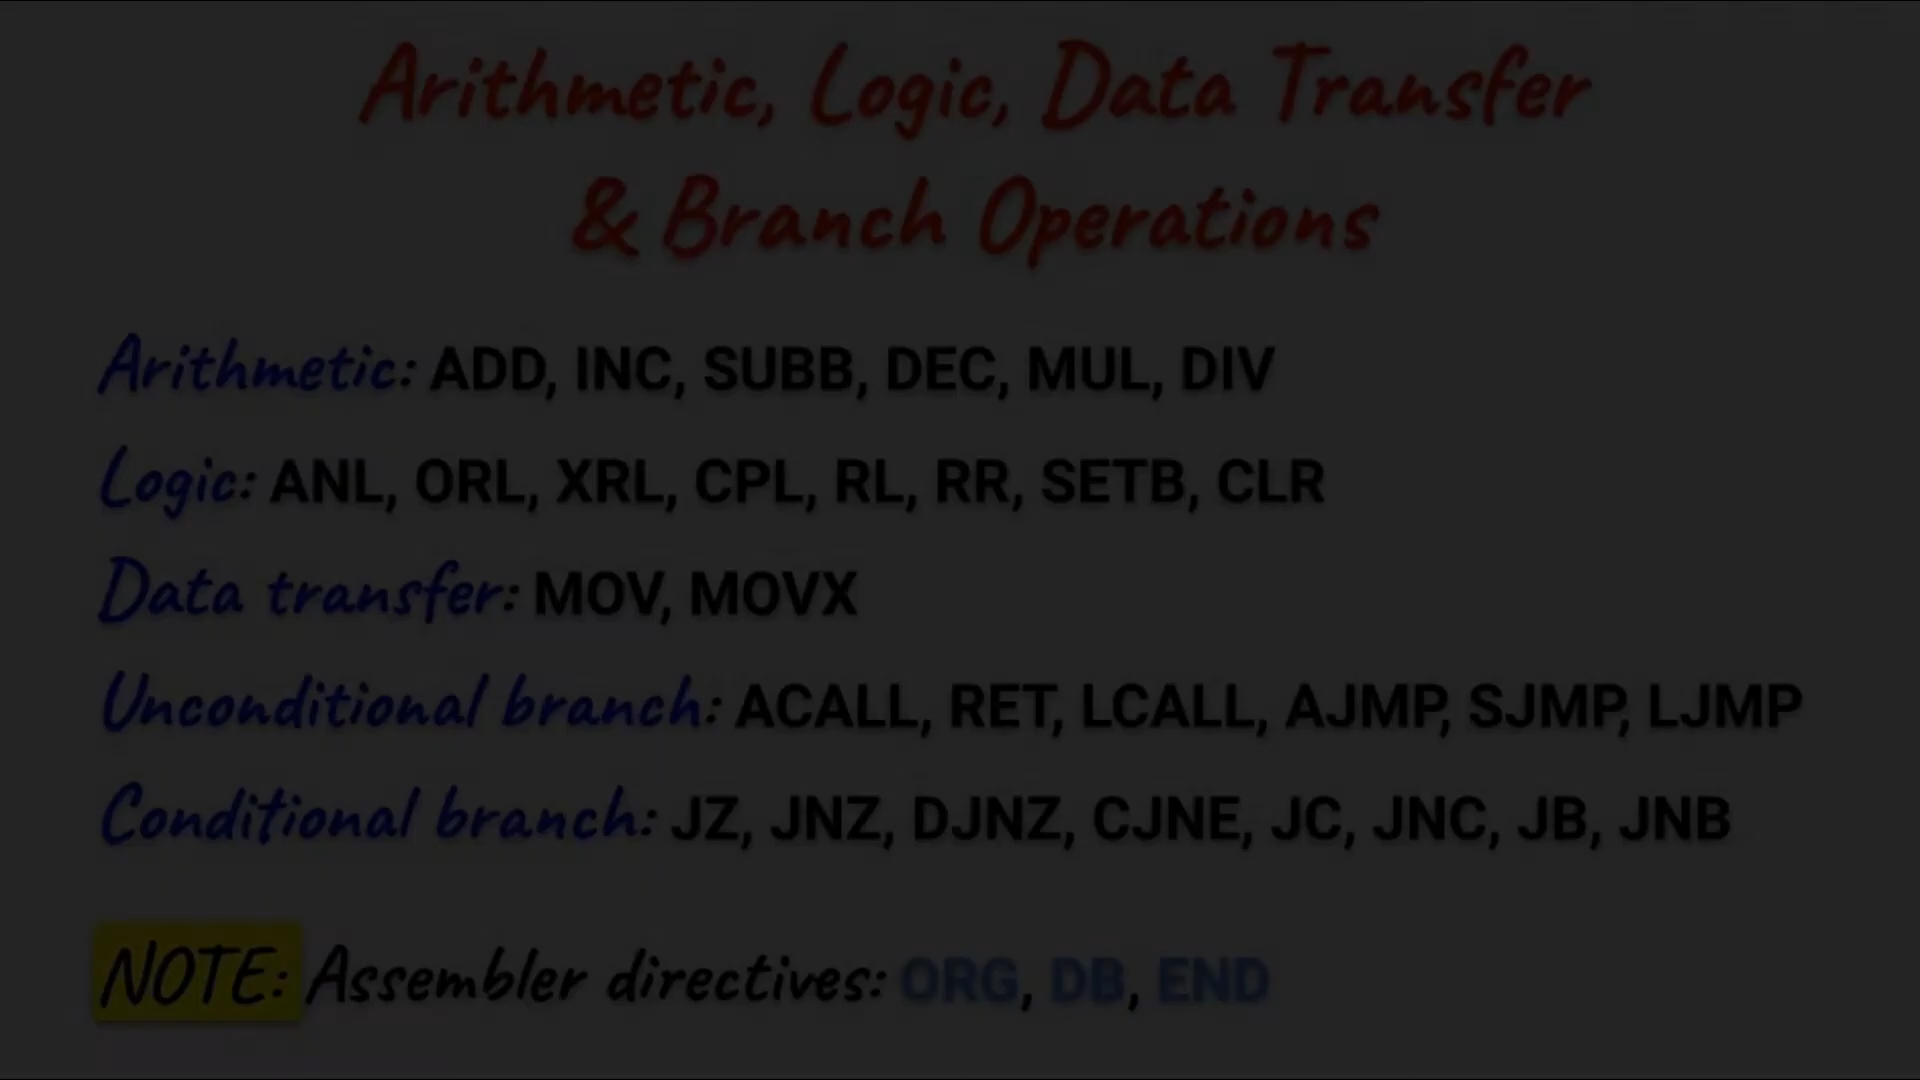 Arithmetic, Logic, Data Transfer
& Branch Operations
Arithmetic: ADD, INC, SUBB, DEC, MUL, DIV
Logic: ANL, ORL, XRL, CPL, RL, RR, SETB, CLR
Data transfer: MOV, MOVX
Unconditional branch: ACALL, RET, LCALL, AJMP, SJMP, LJMP
Conditional branch: JZ, JNZ, DJNZ, CJNE, JC, JNC, JB, JNB
NOTE: Assembler directives: ORG, DB, END